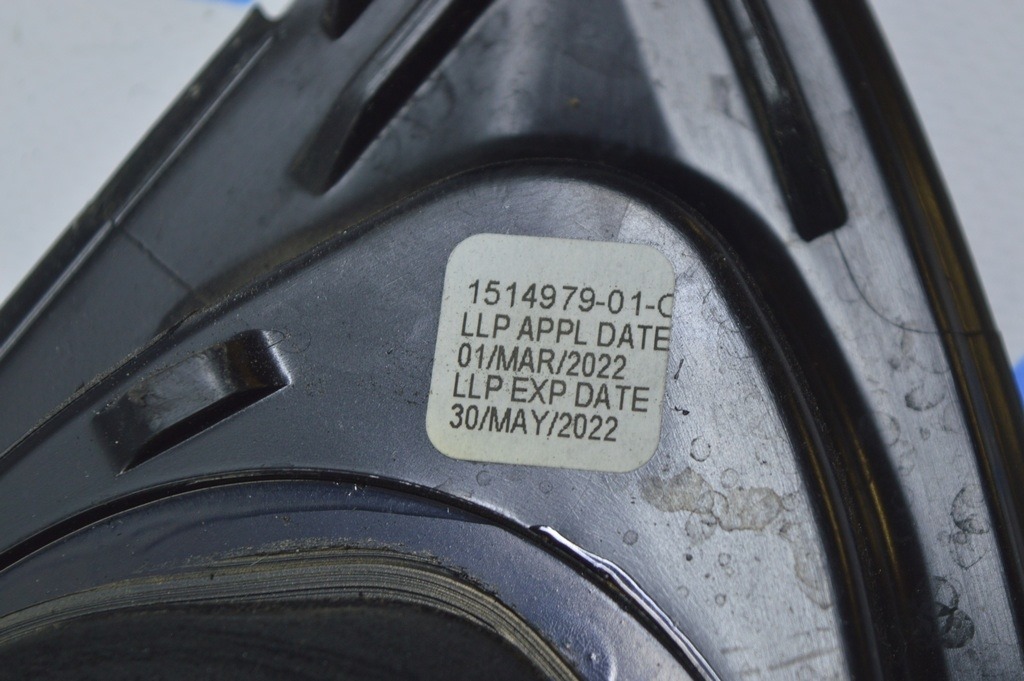 1514979-01-C
LLP APPL DATE
01/MAR/2022
LLP EXP DATE
30/MAY/2022